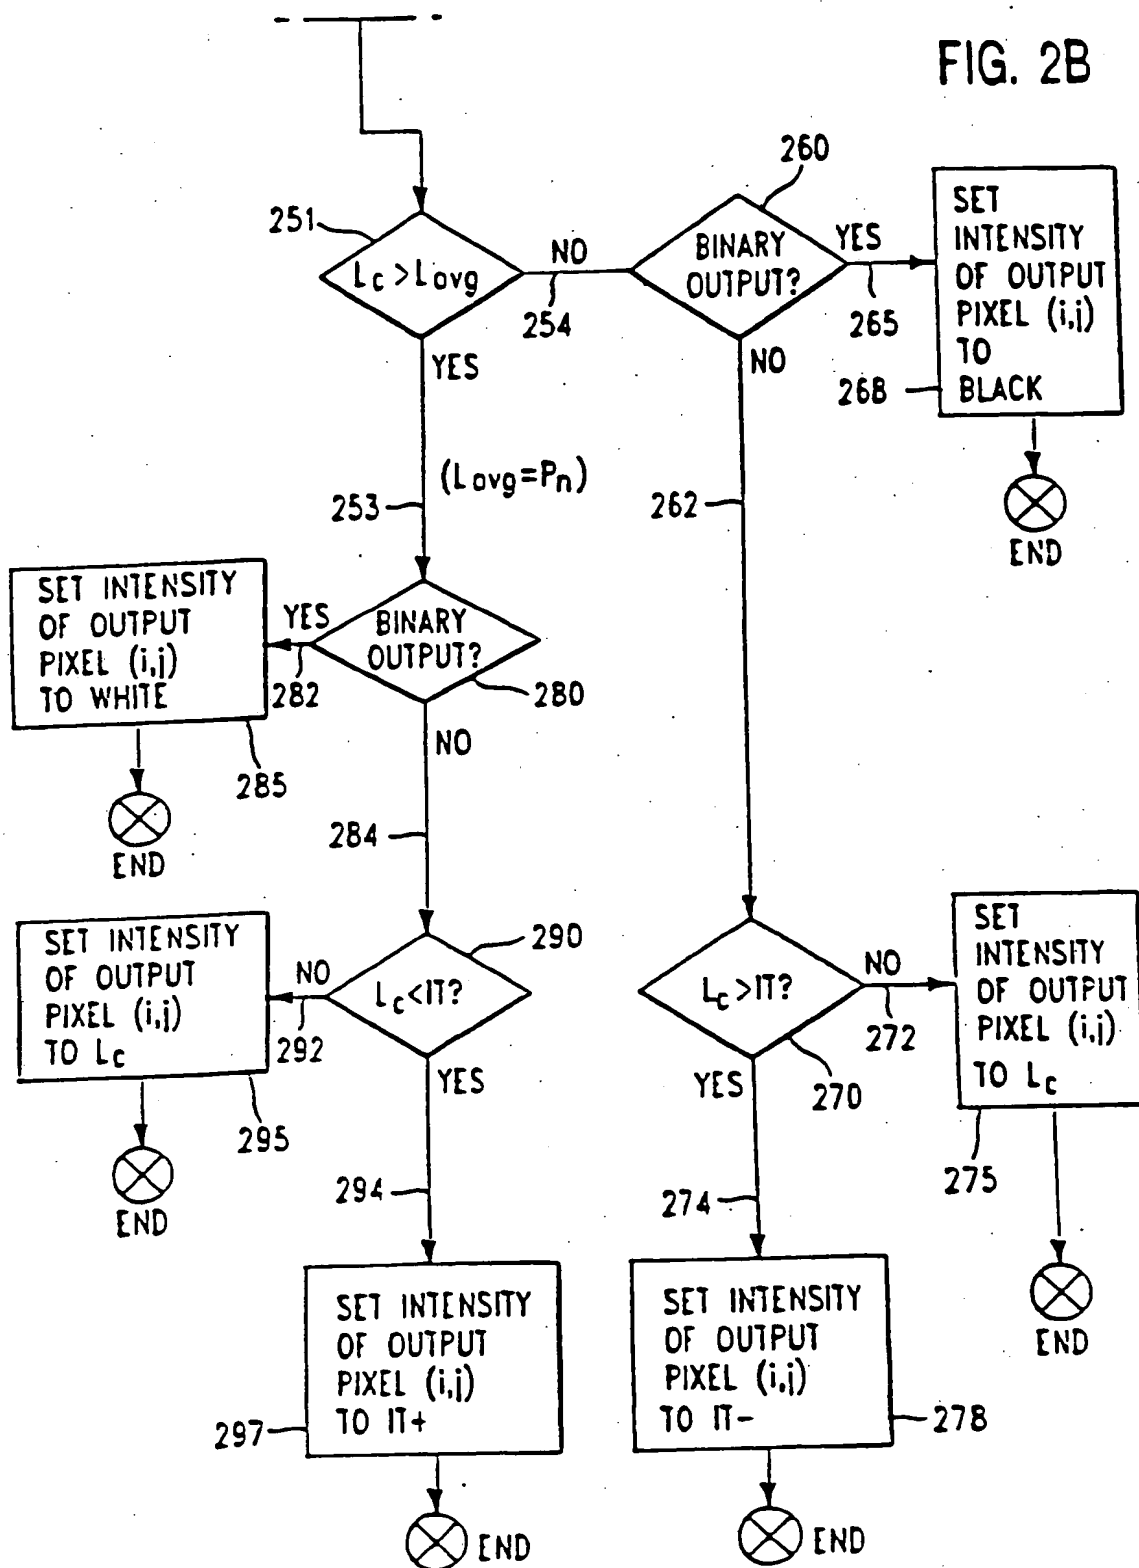 FIG. 2B
260
251
Lc>Lavg
NO
254
BINARY
OUTPUT?
YES
265
SET
INTENSITY
OF OUTPUT
PIXEL (i,j)
TO
BLACK
268
END
YES
NO
(Lavg=Pn)
253
262
SET INTENSITY
OF OUTPUT
PIXEL (i,j)
TO WHITE
285
END
YES
282
BINARY
OUTPUT?
280
NO
284
SET INTENSITY
OF OUTPUT
PIXEL (i,j)
TO Lc
295
END
NO
292
Lc<IT?
290
YES
294
Lc>IT?
270
NO
272
YES
274
SET
INTENSITY
OF OUTPUT
PIXEL (i,j)
TO Lc
275
END
SET INTENSITY
OF OUTPUT
PIXEL (i,j)
TO IT+
297
END
SET INTENSITY
OF OUTPUT
PIXEL (i,j)
TO IT-
278
END